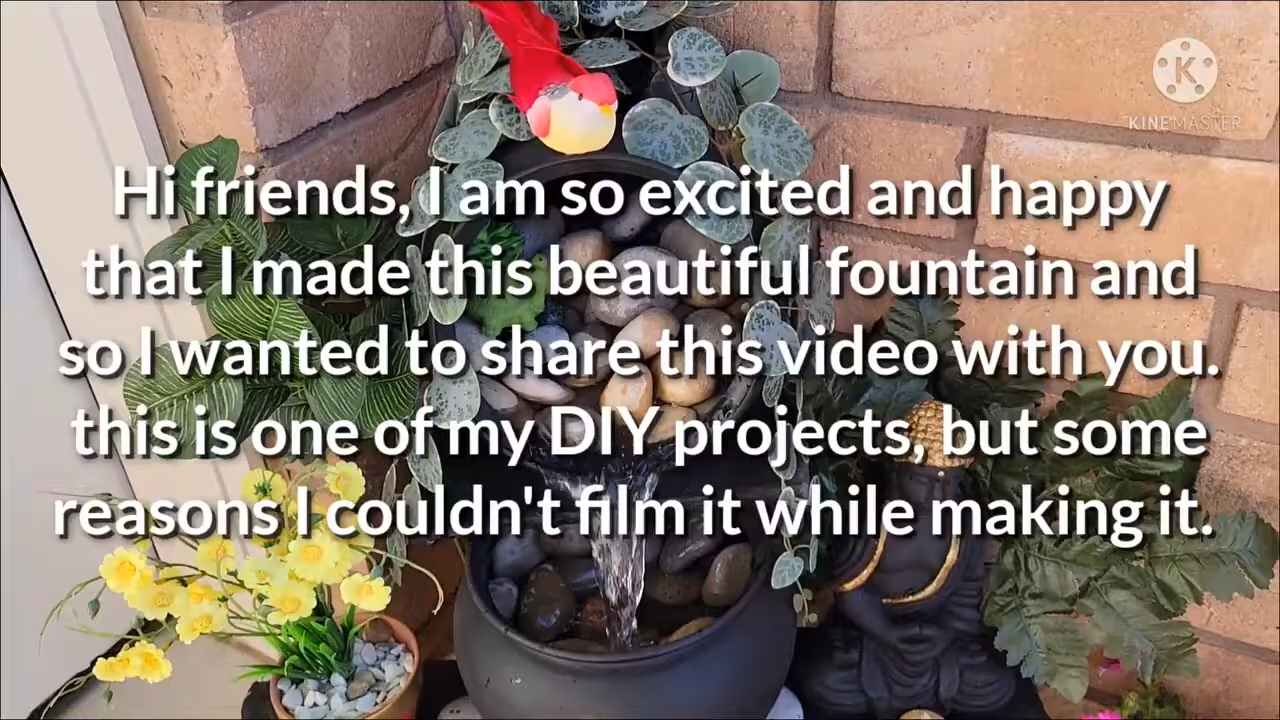 KINEMASTER
Hi friends, I am so excited and happy
that I made this beautiful fountain and
so I wanted to share this video with you.
this is one of my DIY projects, but some
reasons I couldn't film it while making it.